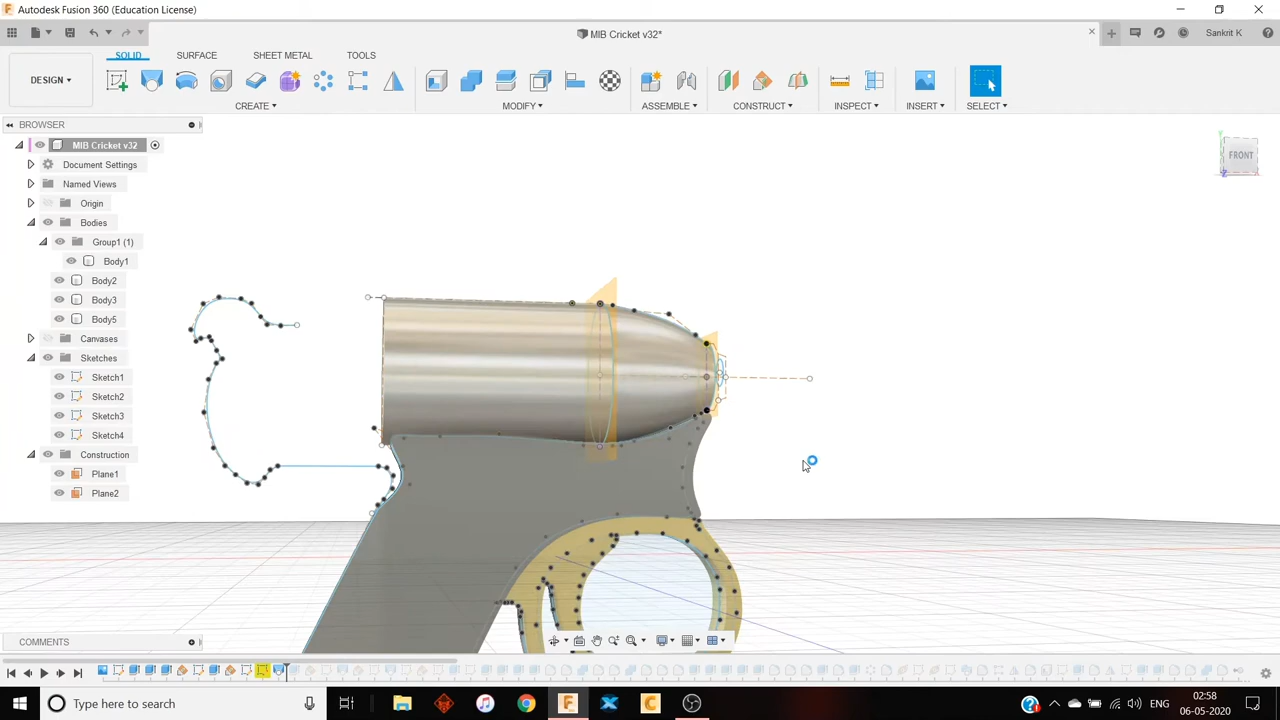 Autodesk Fusion 360 (Education License)
MIB Cricket v32*
Sankrit K
DESIGN
SOLID SURFACE SHEET METAL TOOLS
CREATE MODIFY ASSEMBLE CONSTRUCT INSPECT INSERT SELECT
BROWSER
MIB Cricket v32
Document Settings
Named Views
Origin
Bodies
Group1 (1)
Body1
Body2
Body3
Body5
Canvases
Sketches
Sketch1
Sketch2
Sketch3
Sketch4
Construction
Plane1
Plane2
FRONT
COMMENTS
Type here to search
ENG
02:58
06-05-2020